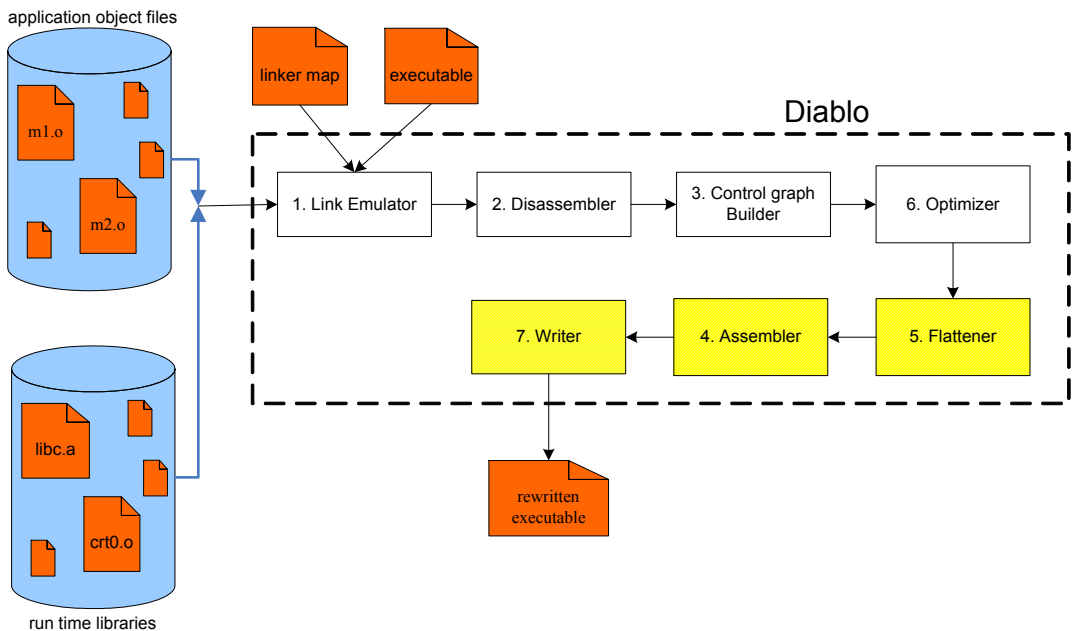 application object files
m1.o
m2.o
linker map
executable
Diablo
1. Link Emulator
2. Disassembler
3. Control graph
Builder
6. Optimizer
7. Writer
4. Assembler
5. Flattener
libc.a
crt0.o
rewritten
executable
run time libraries